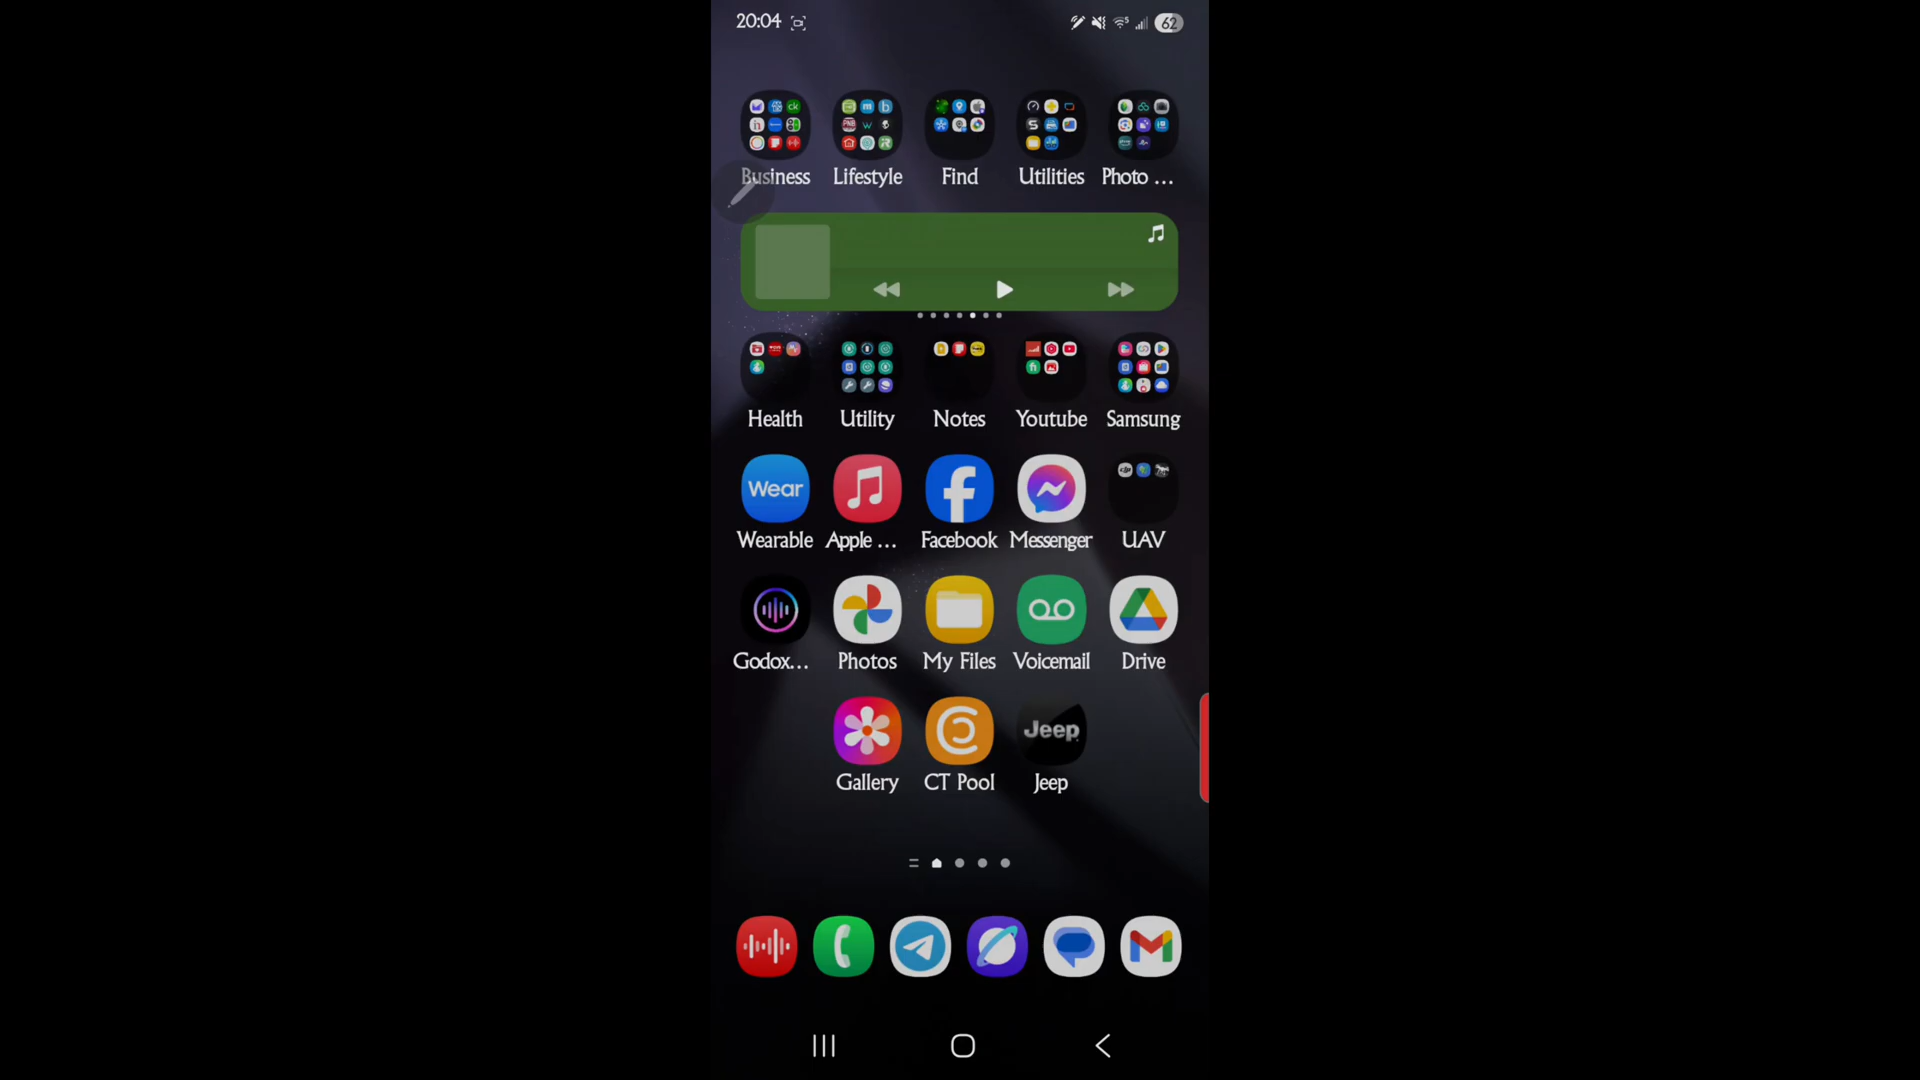 20:04 62
Business Lifestyle Find Utilities Photo ...
Health Utility Notes Youtube Samsung
Wear
Wearable Apple ... Facebook Messenger UAV
Godox... Photos My Files Voicemail Drive
Jeep
Gallery CT Pool Jeep